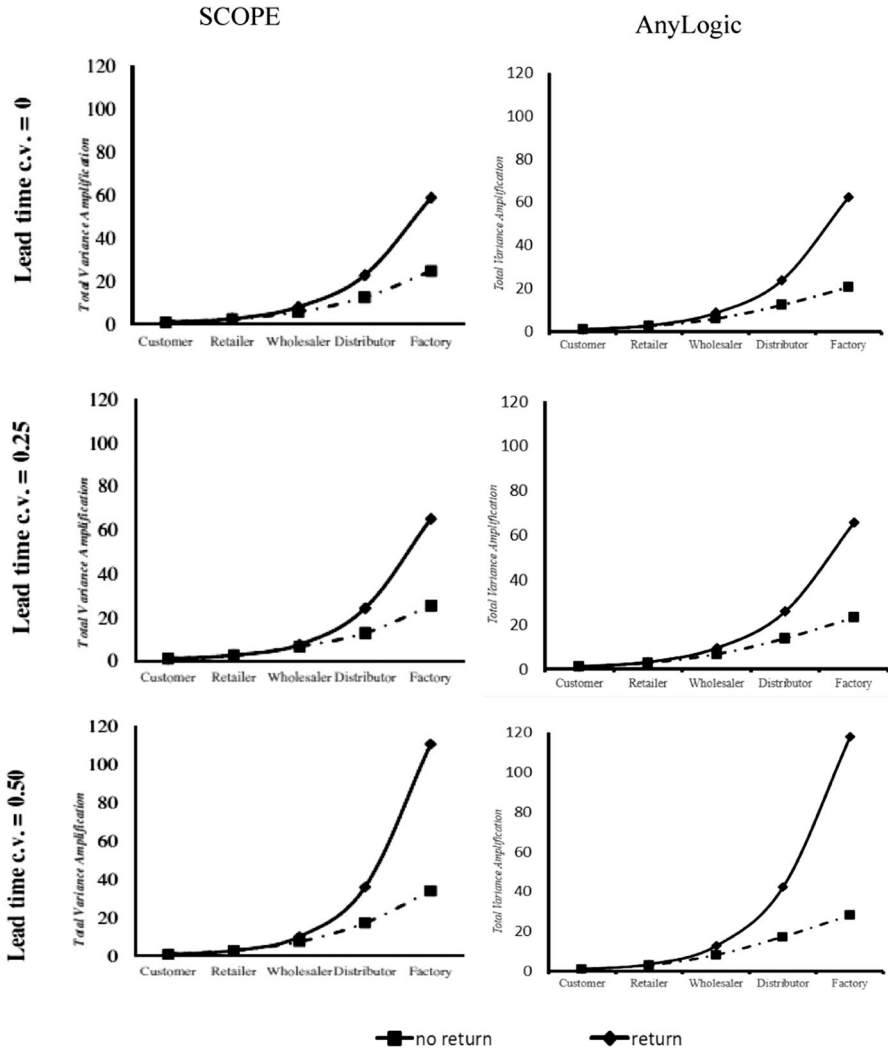 SCOPE
AnyLogic
Lead time c.v. = 0
Total Variance Amplification
120
100
80
60
40
20
0
Customer Retailer Wholesaler Distributor Factory
Total Variance Amplification
120
100
80
60
40
20
0
Customer Retailer Wholesaler Distributor Factory
Lead time c.v. = 0.25
Total Variance Amplification
120
100
80
60
40
20
0
Customer Retailer Wholesaler Distributor Factory
Total Variance Amplification
120
100
80
60
40
20
0
Customer Retailer Wholesaler Distributor Factory
Lead time c.v. = 0.50
Total Variance Amplification
120
100
80
60
40
20
0
Customer Retailer Wholesaler Distributor Factory
Total Variance Amplification
120
100
80
60
40
20
0
Customer Retailer Wholesaler Distributor Factory
no return return